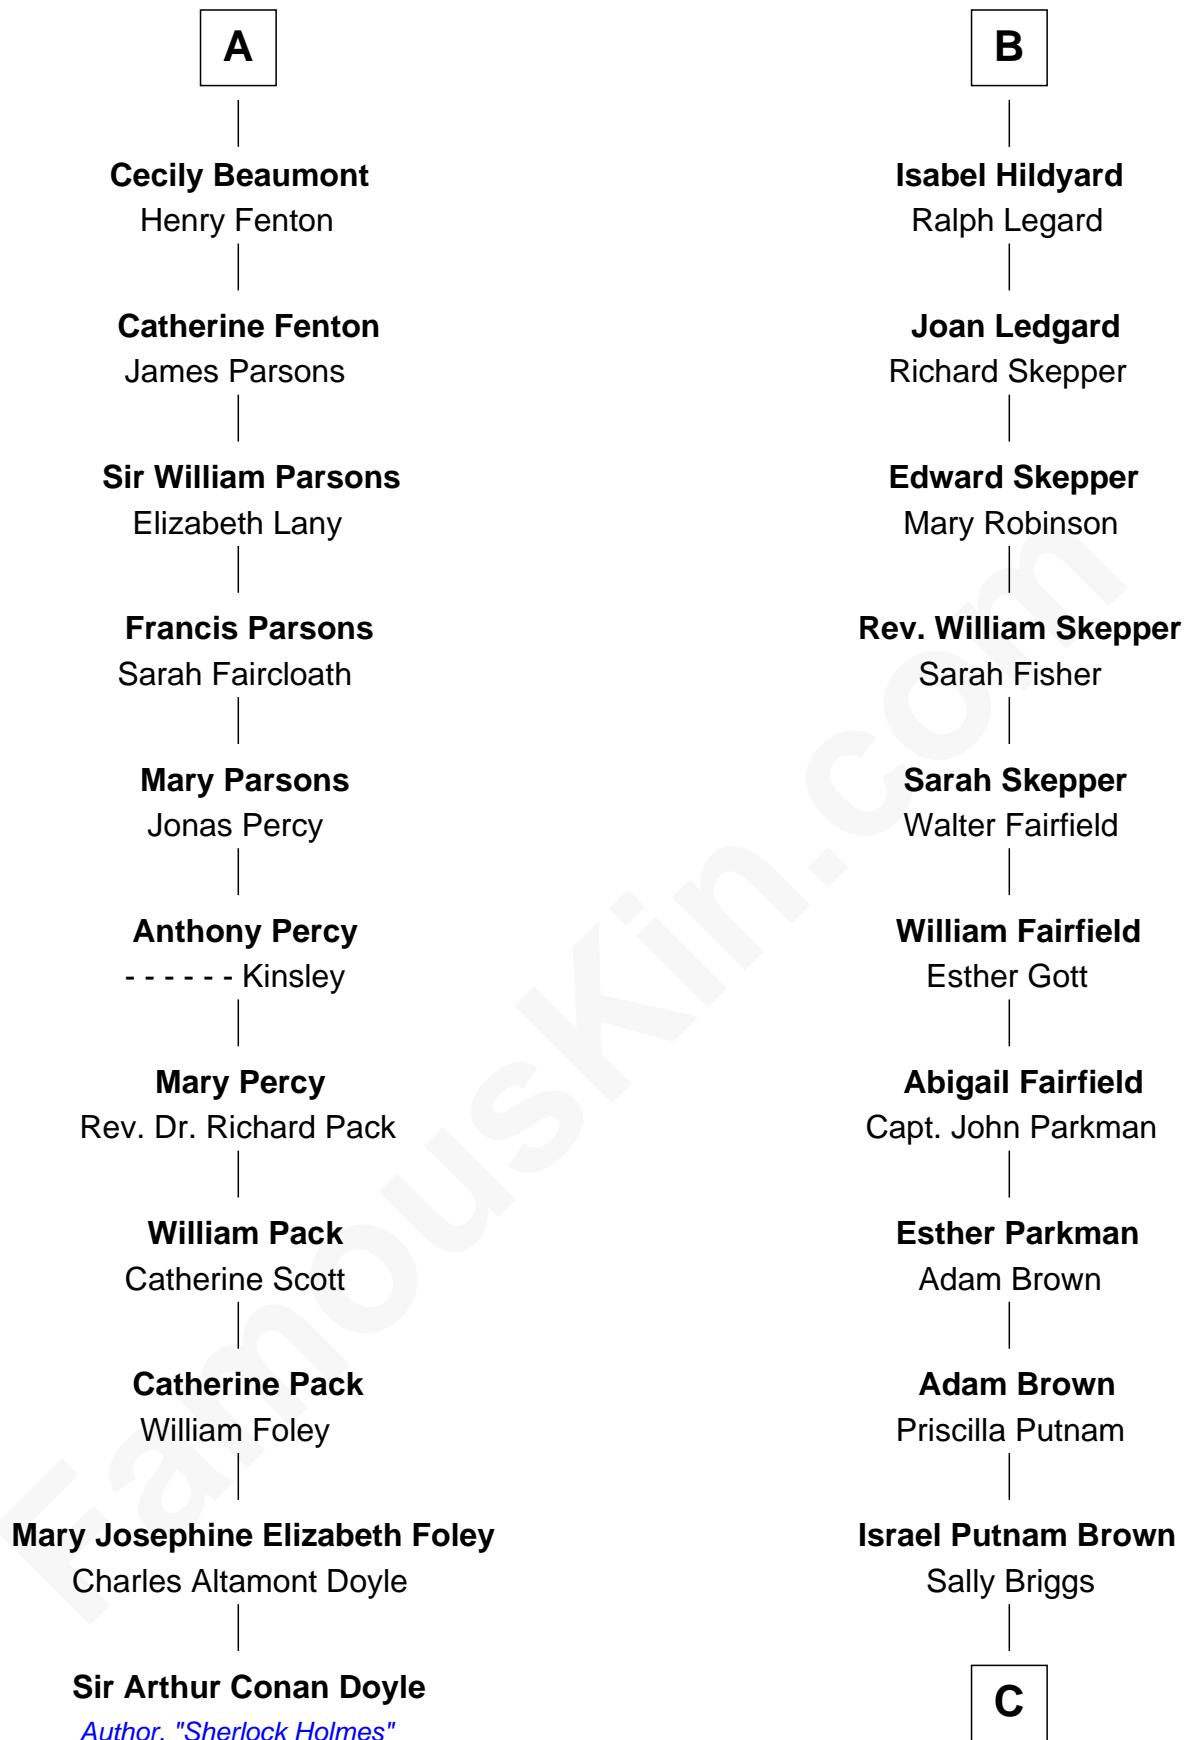 A
Cecily Beaumont
Henry Fenton
Catherine Fenton
James Parsons
Sir William Parsons
Elizabeth Lany
Francis Parsons
Sarah Faircloath
Mary Parsons
Jonas Percy
Anthony Percy
- - - - - - Kinsley
Mary Percy
Rev. Dr. Richard Pack
William Pack
Catherine Scott
Catherine Pack
William Foley
Mary Josephine Elizabeth Foley
Charles Altamont Doyle
Sir Arthur Conan Doyle
Author, "Sherlock Holmes"
B
Isabel Hildyard
Ralph Legard
Joan Ledgard
Richard Skepper
Edward Skepper
Mary Robinson
Rev. William Skepper
Sarah Fisher
Sarah Skepper
Walter Fairfield
William Fairfield
Esther Gott
Abigail Fairfield
Capt. John Parkman
Esther Parkman
Adam Brown
Adam Brown
Priscilla Putnam
Israel Putnam Brown
Sally Briggs
C
FamousKin.com